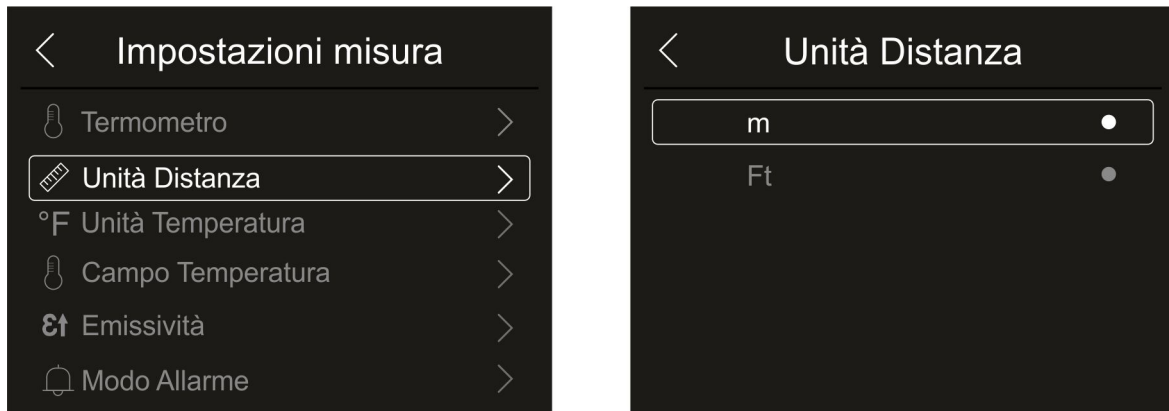 Impostazioni misura
Termometro
Unità Distanza
°F Unità Temperatura
Campo Temperatura
Ɛ↑ Emissività
Modo Allarme
Unità Distanza
m
Ft